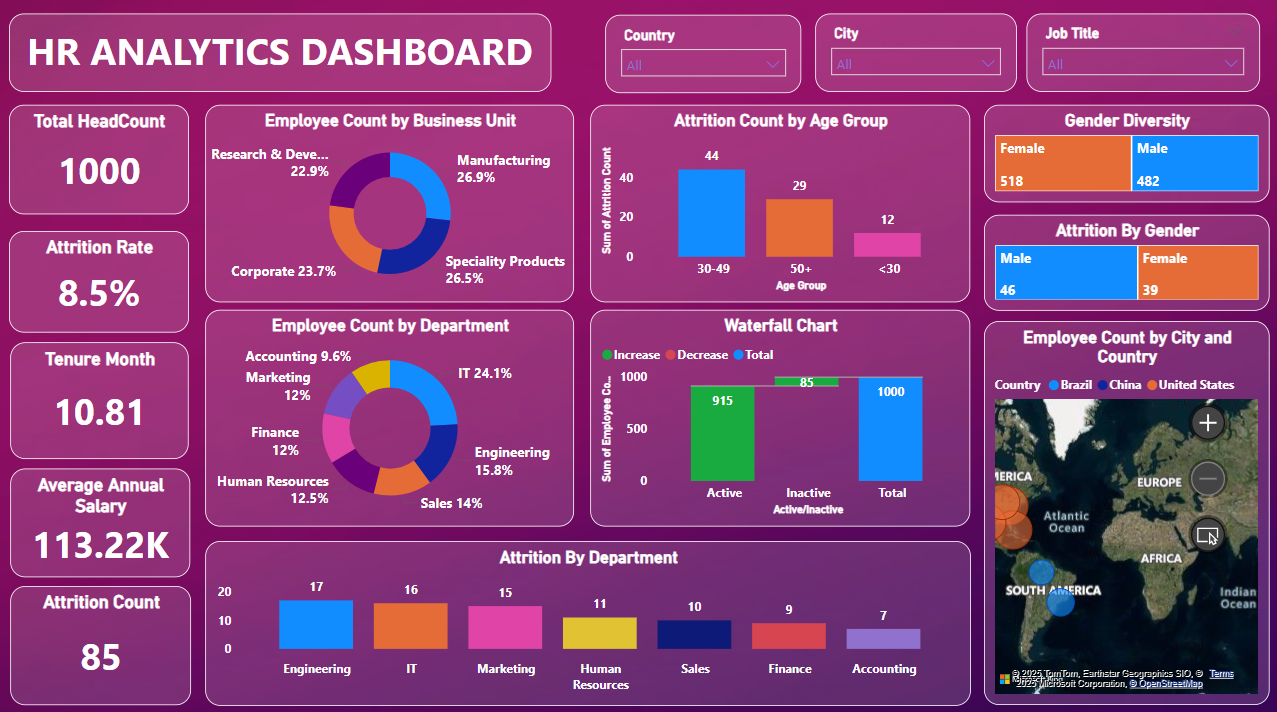 HR ANALYTICS DASHBOARD
Country
All
City
All
Job Title
All
Total HeadCount
1000
Attrition Rate
8.5%
Tenure Month
10.81
Average Annual
Salary
113.22K
Attrition Count
85
Employee Count by Business Unit
Research & Deve...
22.9%
Manufacturing
26.9%
Corporate 23.7%
Speciality Products
26.5%
Attrition Count by Age Group
Sum of Attrition Count
40
20
0
44
29
12
30-49
50+
<30
Age Group
Gender Diversity
Female
518
Male
482
Attrition By Gender
Male
46
Female
39
Employee Count by Department
Accounting 9.6%
Marketing
12%
Finance
12%
Human Resources
12.5%
IT 24.1%
Engineering
15.8%
Sales 14%
Waterfall Chart
Increase Decrease Total
Sum of Employee Co...
1000
500
0
915
85
1000
Active
Inactive
Total
Active/Inactive
Employee Count by City and
Country
Country Brazil China United States
MERICA
EUROPE
Atlantic
Ocean
AFRICA
SOUTH AMERICA
Indian
Ocean
© 2025 TomTom, Earthstar Geographics SIO, © Terms
2025 Microsoft Corporation, © OpenStreetMap
Attrition By Department
20
10
0
17
16
15
11
10
9
7
Engineering
IT
Marketing
Human
Resources
Sales
Finance
Accounting